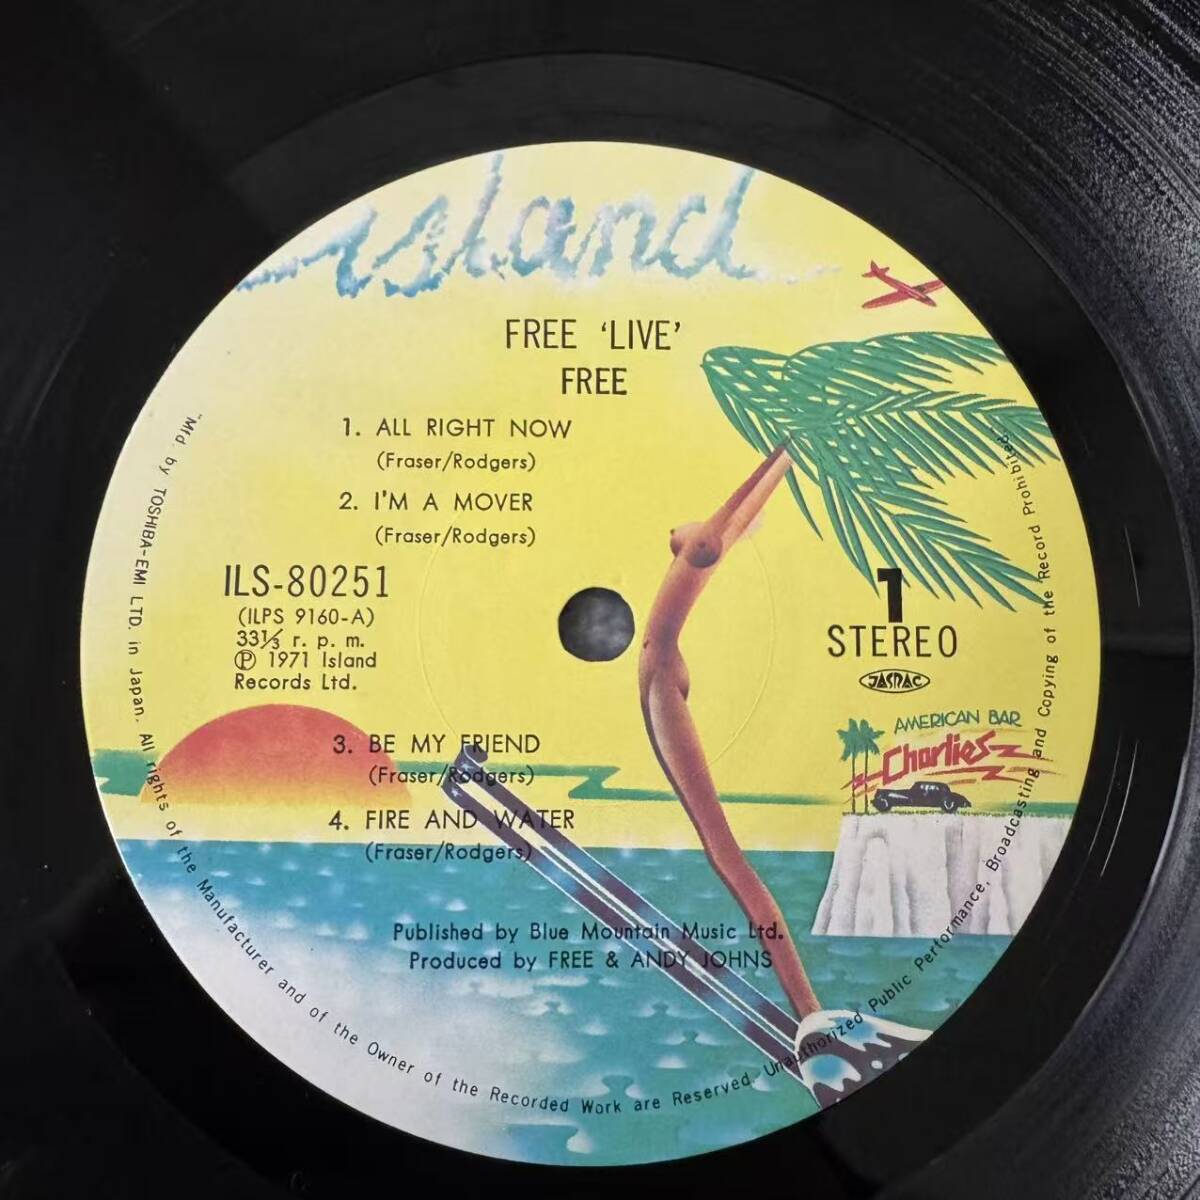 island
FREE ‘LIVE’
FREE
1. ALL RIGHT NOW
(Fraser/Rodgers)
2. I'M A MOVER
(Fraser/Rodgers)
ILS-80251
(ILPS 9160-A)
33⅓ r. p. m.
℗ 1971 Island
Records Ltd.
1
STEREO
JASRAC
AMERICAN BAR
Charlies
3. BE MY FRIEND
(Fraser/Rodgers)
4. FIRE AND WATER
(Fraser/Rodgers)
Published by Blue Mountain Music Ltd.
Produced by FREE & ANDY JOHNS
"Mfd. by TOSHIBA-EMI LTD. in Japan. All rights of the Manufacturer and of the Owner of the Recorded Work are Reserved. Unauthorized Public Performance, Broadcasting and Copying of the Record Prohibited."